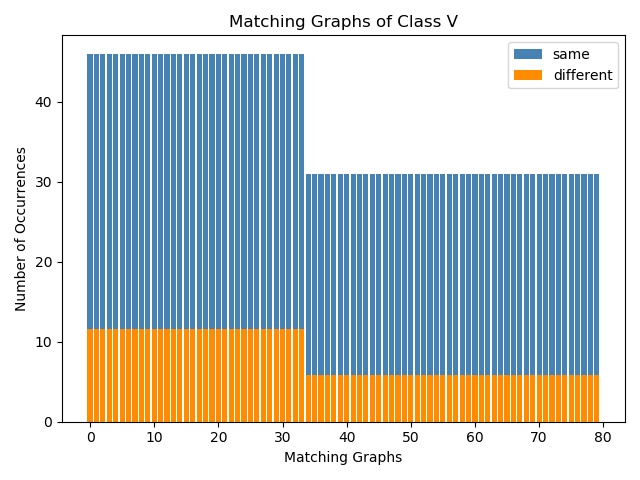 Matching Graphs of Class V
same
different
Number of Occurrences
40
30
20
10
0
0 10 20 30 40 50 60 70 80
Matching Graphs